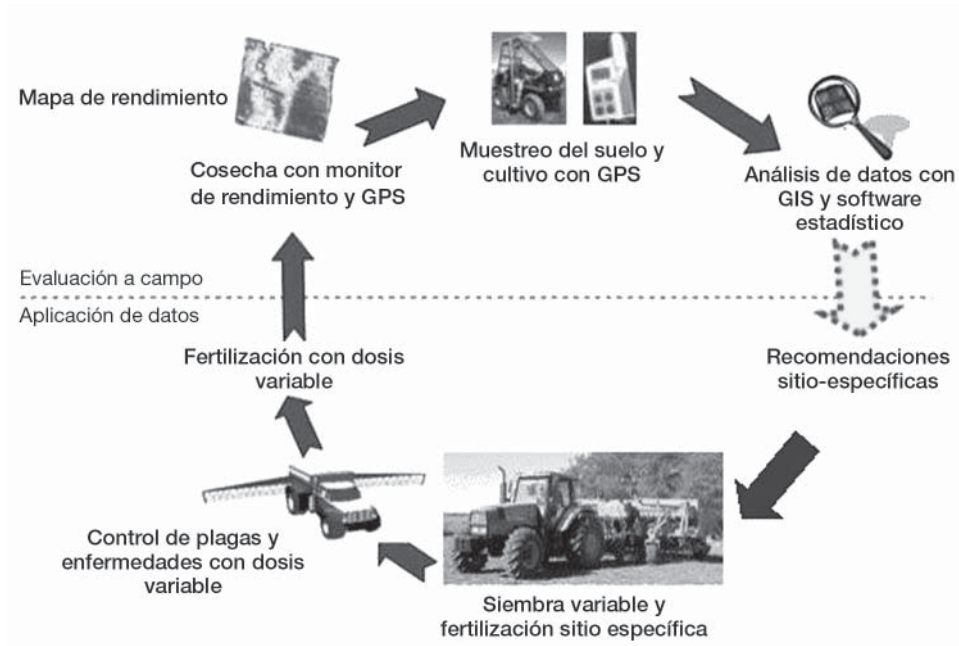 Mapa de rendimiento
Cosecha con monitor
de rendimiento y GPS
Muestreo del suelo y
cultivo con GPS
Análisis de datos con
GIS y software
estadístico
Evaluación a campo
Aplicación de datos
Fertilización con dosis
variable
Recomendaciones
sitio-específicas
Control de plagas y
enfermedades con dosis
variable
Siembra variable y
fertilización sitio específica